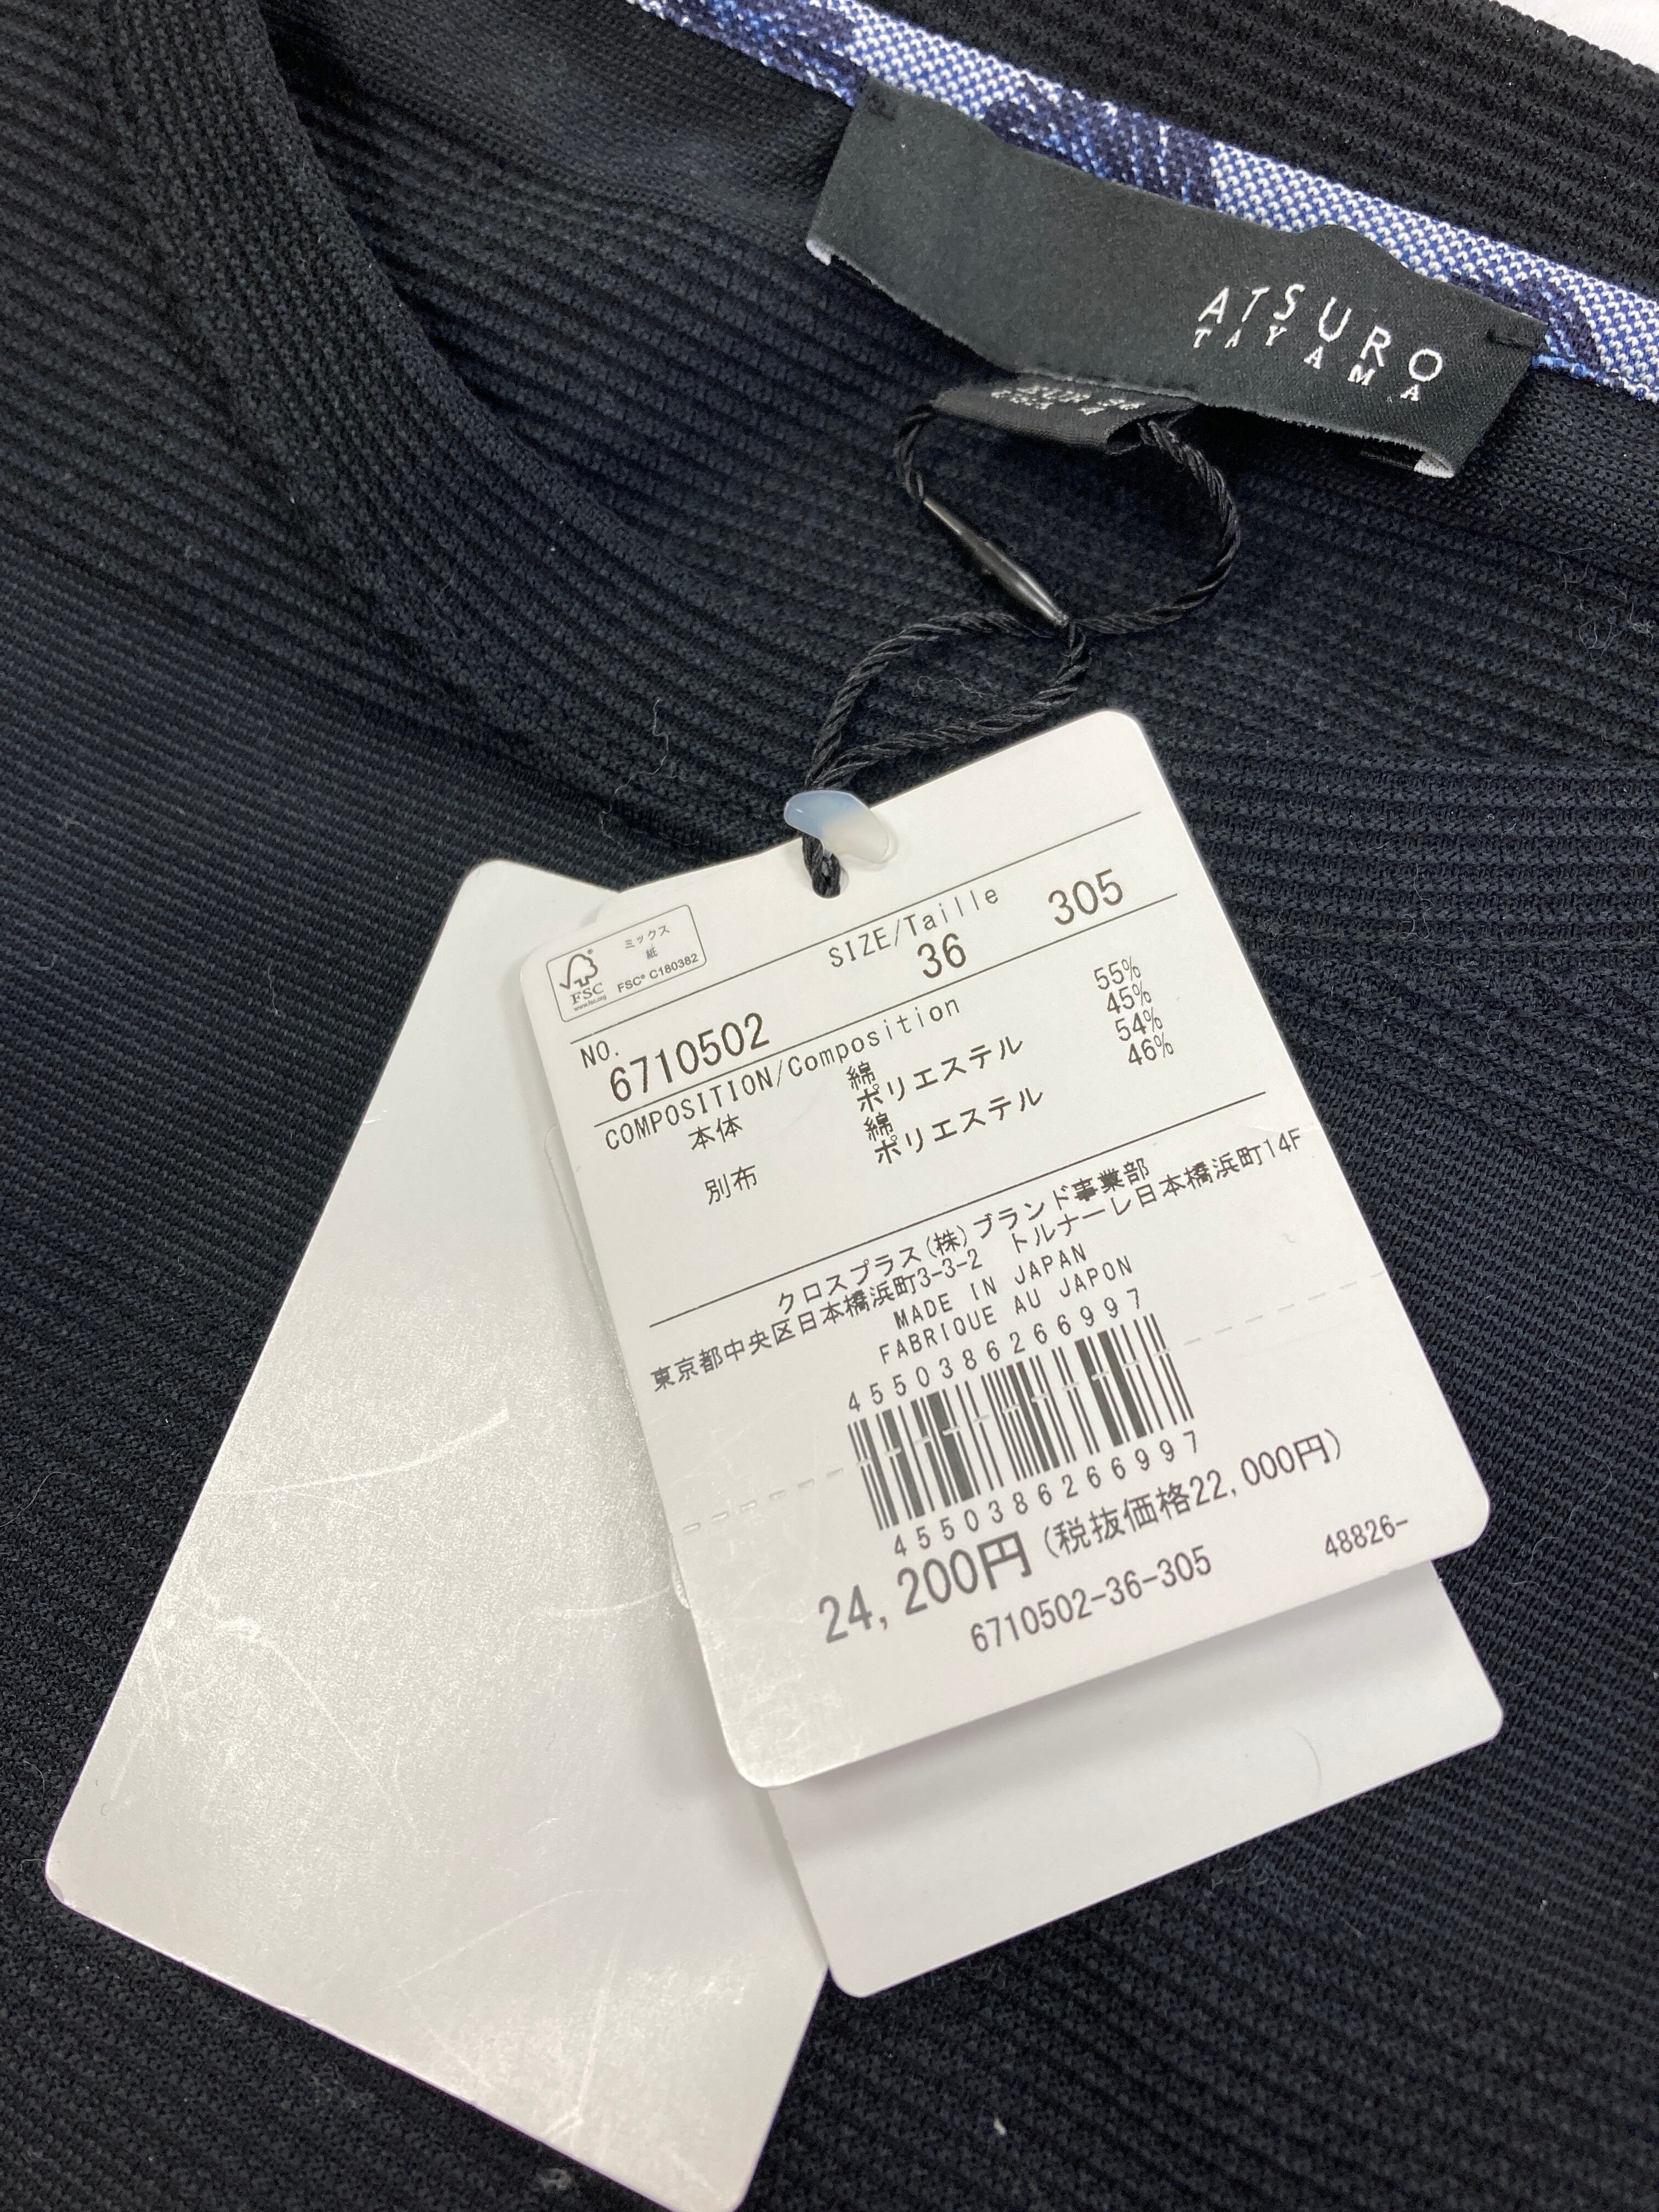 ATSURO
TAYAMA
ミックス
紙
FSC® C180382
FSC
www.fsc.org
NO. SIZE/Taille
6710502 36 305
COMPOSITION/Composition
本体 綿 55%
ポリエステル 45%
別布 綿 54%
ポリエステル 46%
クロスプラス(株)ブランド事業部
東京都中央区日本橋浜町3-3-2 トルナーレ日本橋浜町14F
MADE IN JAPAN
FABRIQUE AU JAPON
4550386266997
4550386266997
24,200円(税抜価格22,000円)
6710502-36-305 48826-